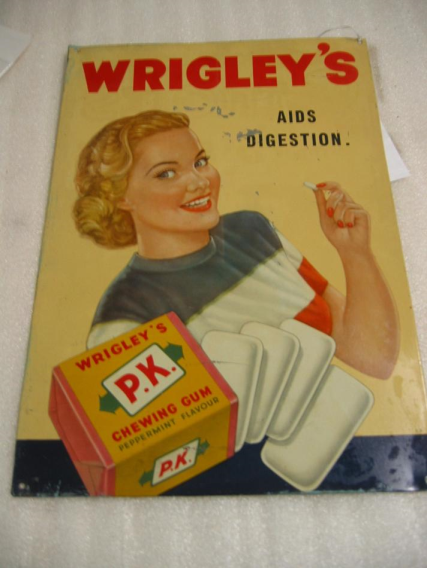 WRIGLEY'S
AIDS
DIGESTION.
WRIGLEY'S
P.K.
CHEWING GUM
PEPPERMINT FLAVOUR
P.K.